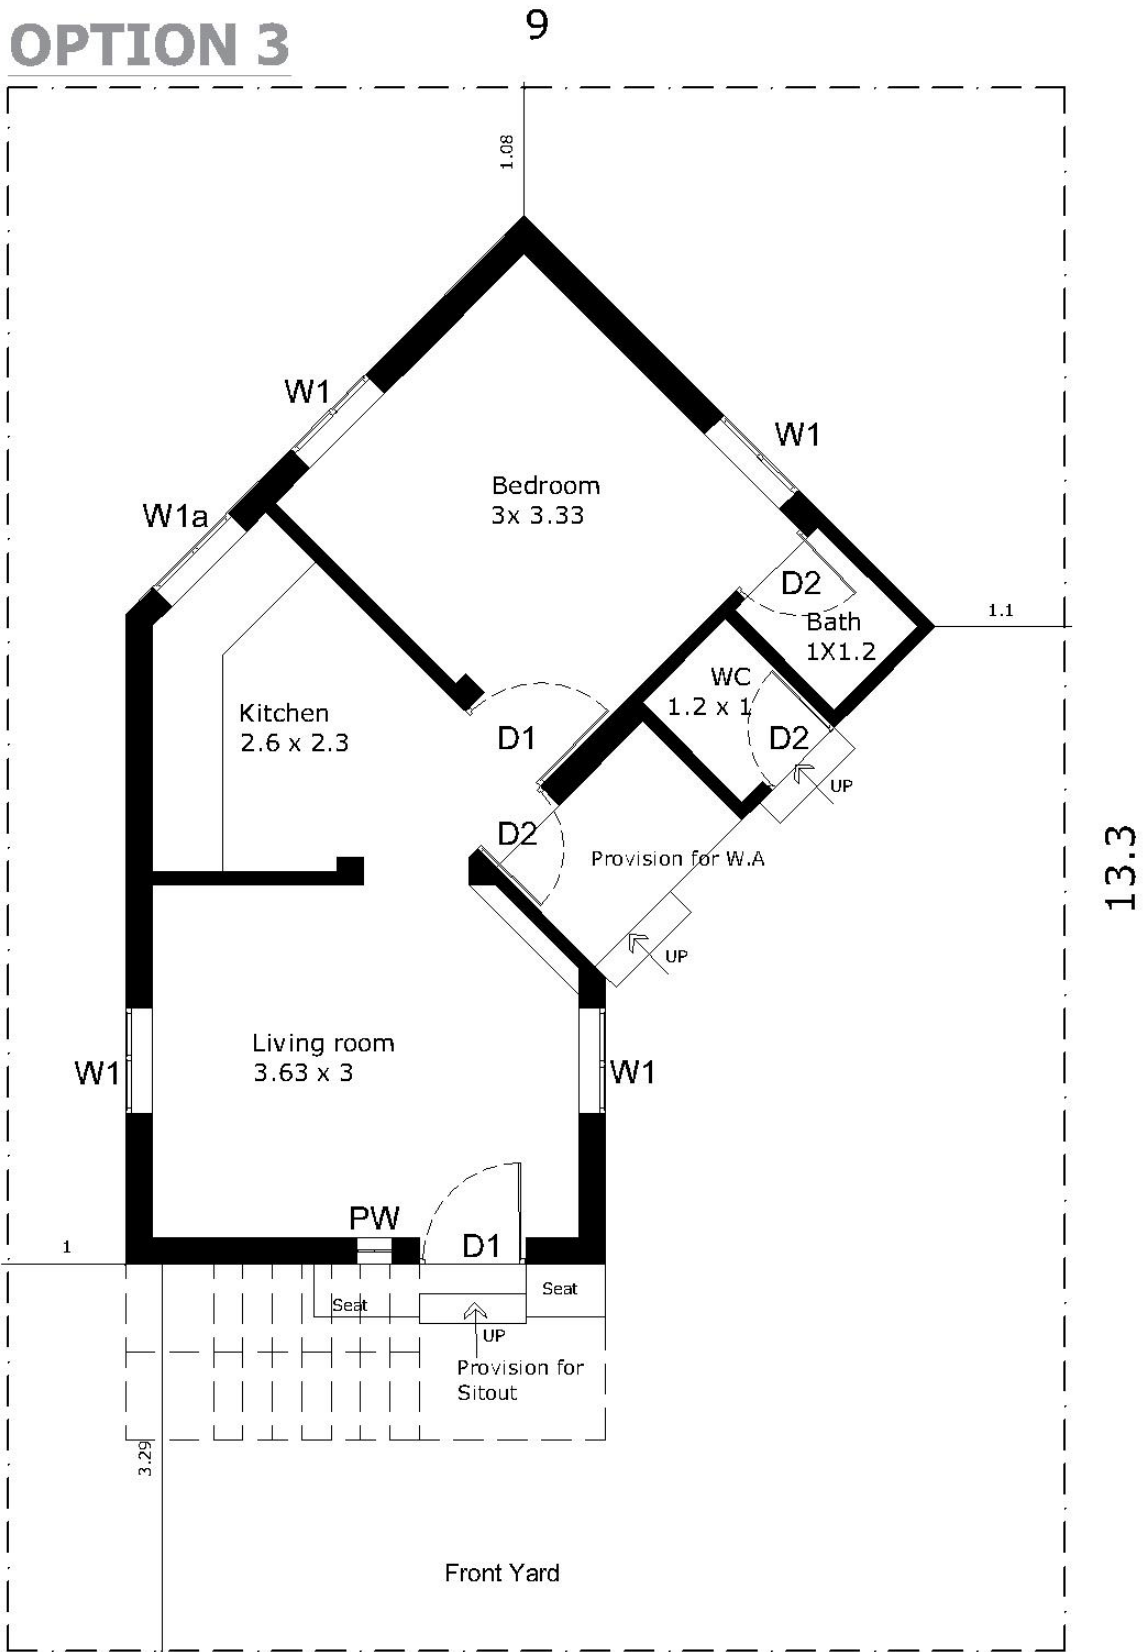 OPTION 3
9
1.08
W1
W1
Bedroom
3x 3.33
W1a
D2
1.1
Bath
1X1.2
WC
1.2 x 1
Kitchen
2.6 x 2.3
D1
D2
UP
D2
Provision for W.A
13.3
UP
Living room
3.63 x 3
W1
W1
PW
D1
1
Seat
Seat
UP
Provision for
Sitout
3.29
Front Yard